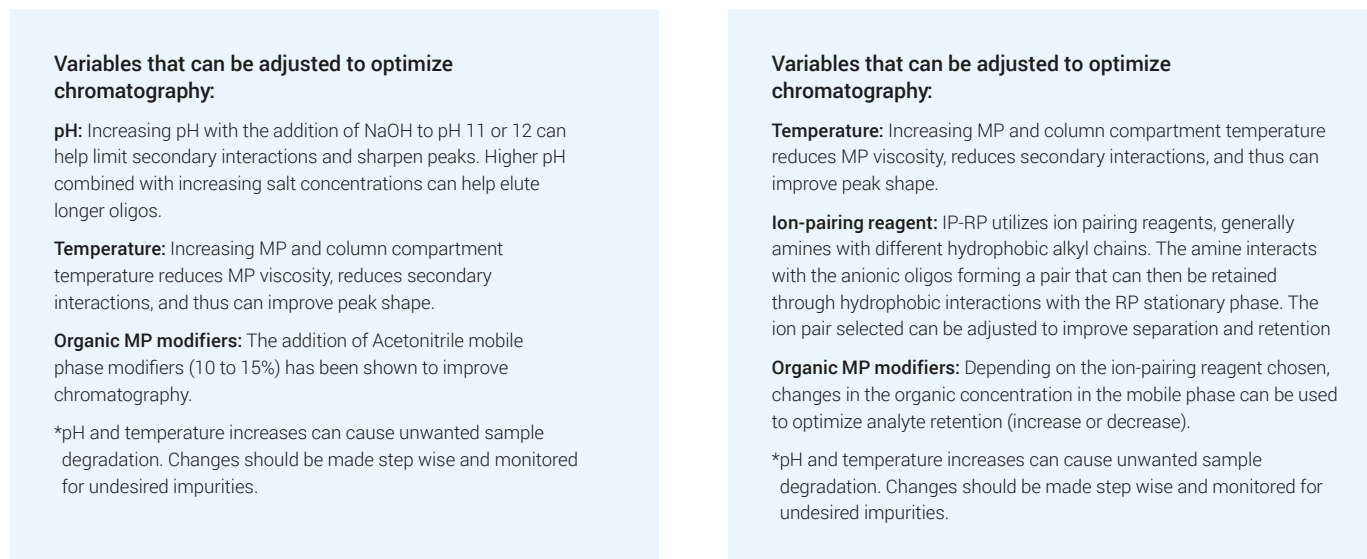 Variables that can be adjusted to optimize
chromatography:
pH: Increasing pH with the addition of NaOH to pH 11 or 12 can
help limit secondary interactions and sharpen peaks. Higher pH
combined with increasing salt concentrations can help elute
longer oligos.
Temperature: Increasing MP and column compartment
temperature reduces MP viscosity, reduces secondary
interactions, and thus can improve peak shape.
Organic MP modifiers: The addition of Acetonitrile mobile
phase modifiers (10 to 15%) has been shown to improve
chromatography.
*pH and temperature increases can cause unwanted sample
degradation. Changes should be made step wise and monitored
for undesired impurities.
Variables that can be adjusted to optimize
chromatography:
Temperature: Increasing MP and column compartment temperature
reduces MP viscosity, reduces secondary interactions, and thus can
improve peak shape.
Ion-pairing reagent: IP-RP utilizes ion pairing reagents, generally
amines with different hydrophobic alkyl chains. The amine interacts
with the anionic oligos forming a pair that can then be retained
through hydrophobic interactions with the RP stationary phase. The
ion pair selected can be adjusted to improve separation and retention
Organic MP modifiers: Depending on the ion-pairing reagent chosen,
changes in the organic concentration in the mobile phase can be used
to optimize analyte retention (increase or decrease).
*pH and temperature increases can cause unwanted sample
degradation. Changes should be made step wise and monitored for
undesired impurities.